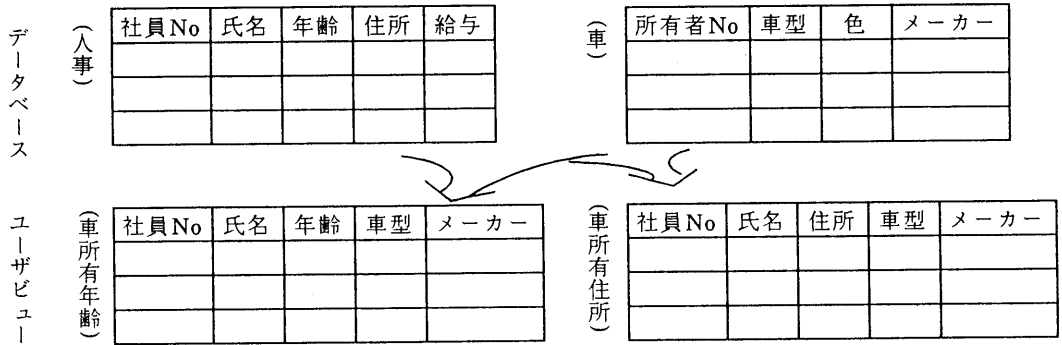 データベース
(人事)
社員No 氏名 年齢 住所 給与
(車)
所有者No 車型 色 メーカー
ユーザビュー
(車所有年齢)
社員No 氏名 年齢 車型 メーカー
(車所有住所)
社員No 氏名 住所 車型 メーカー